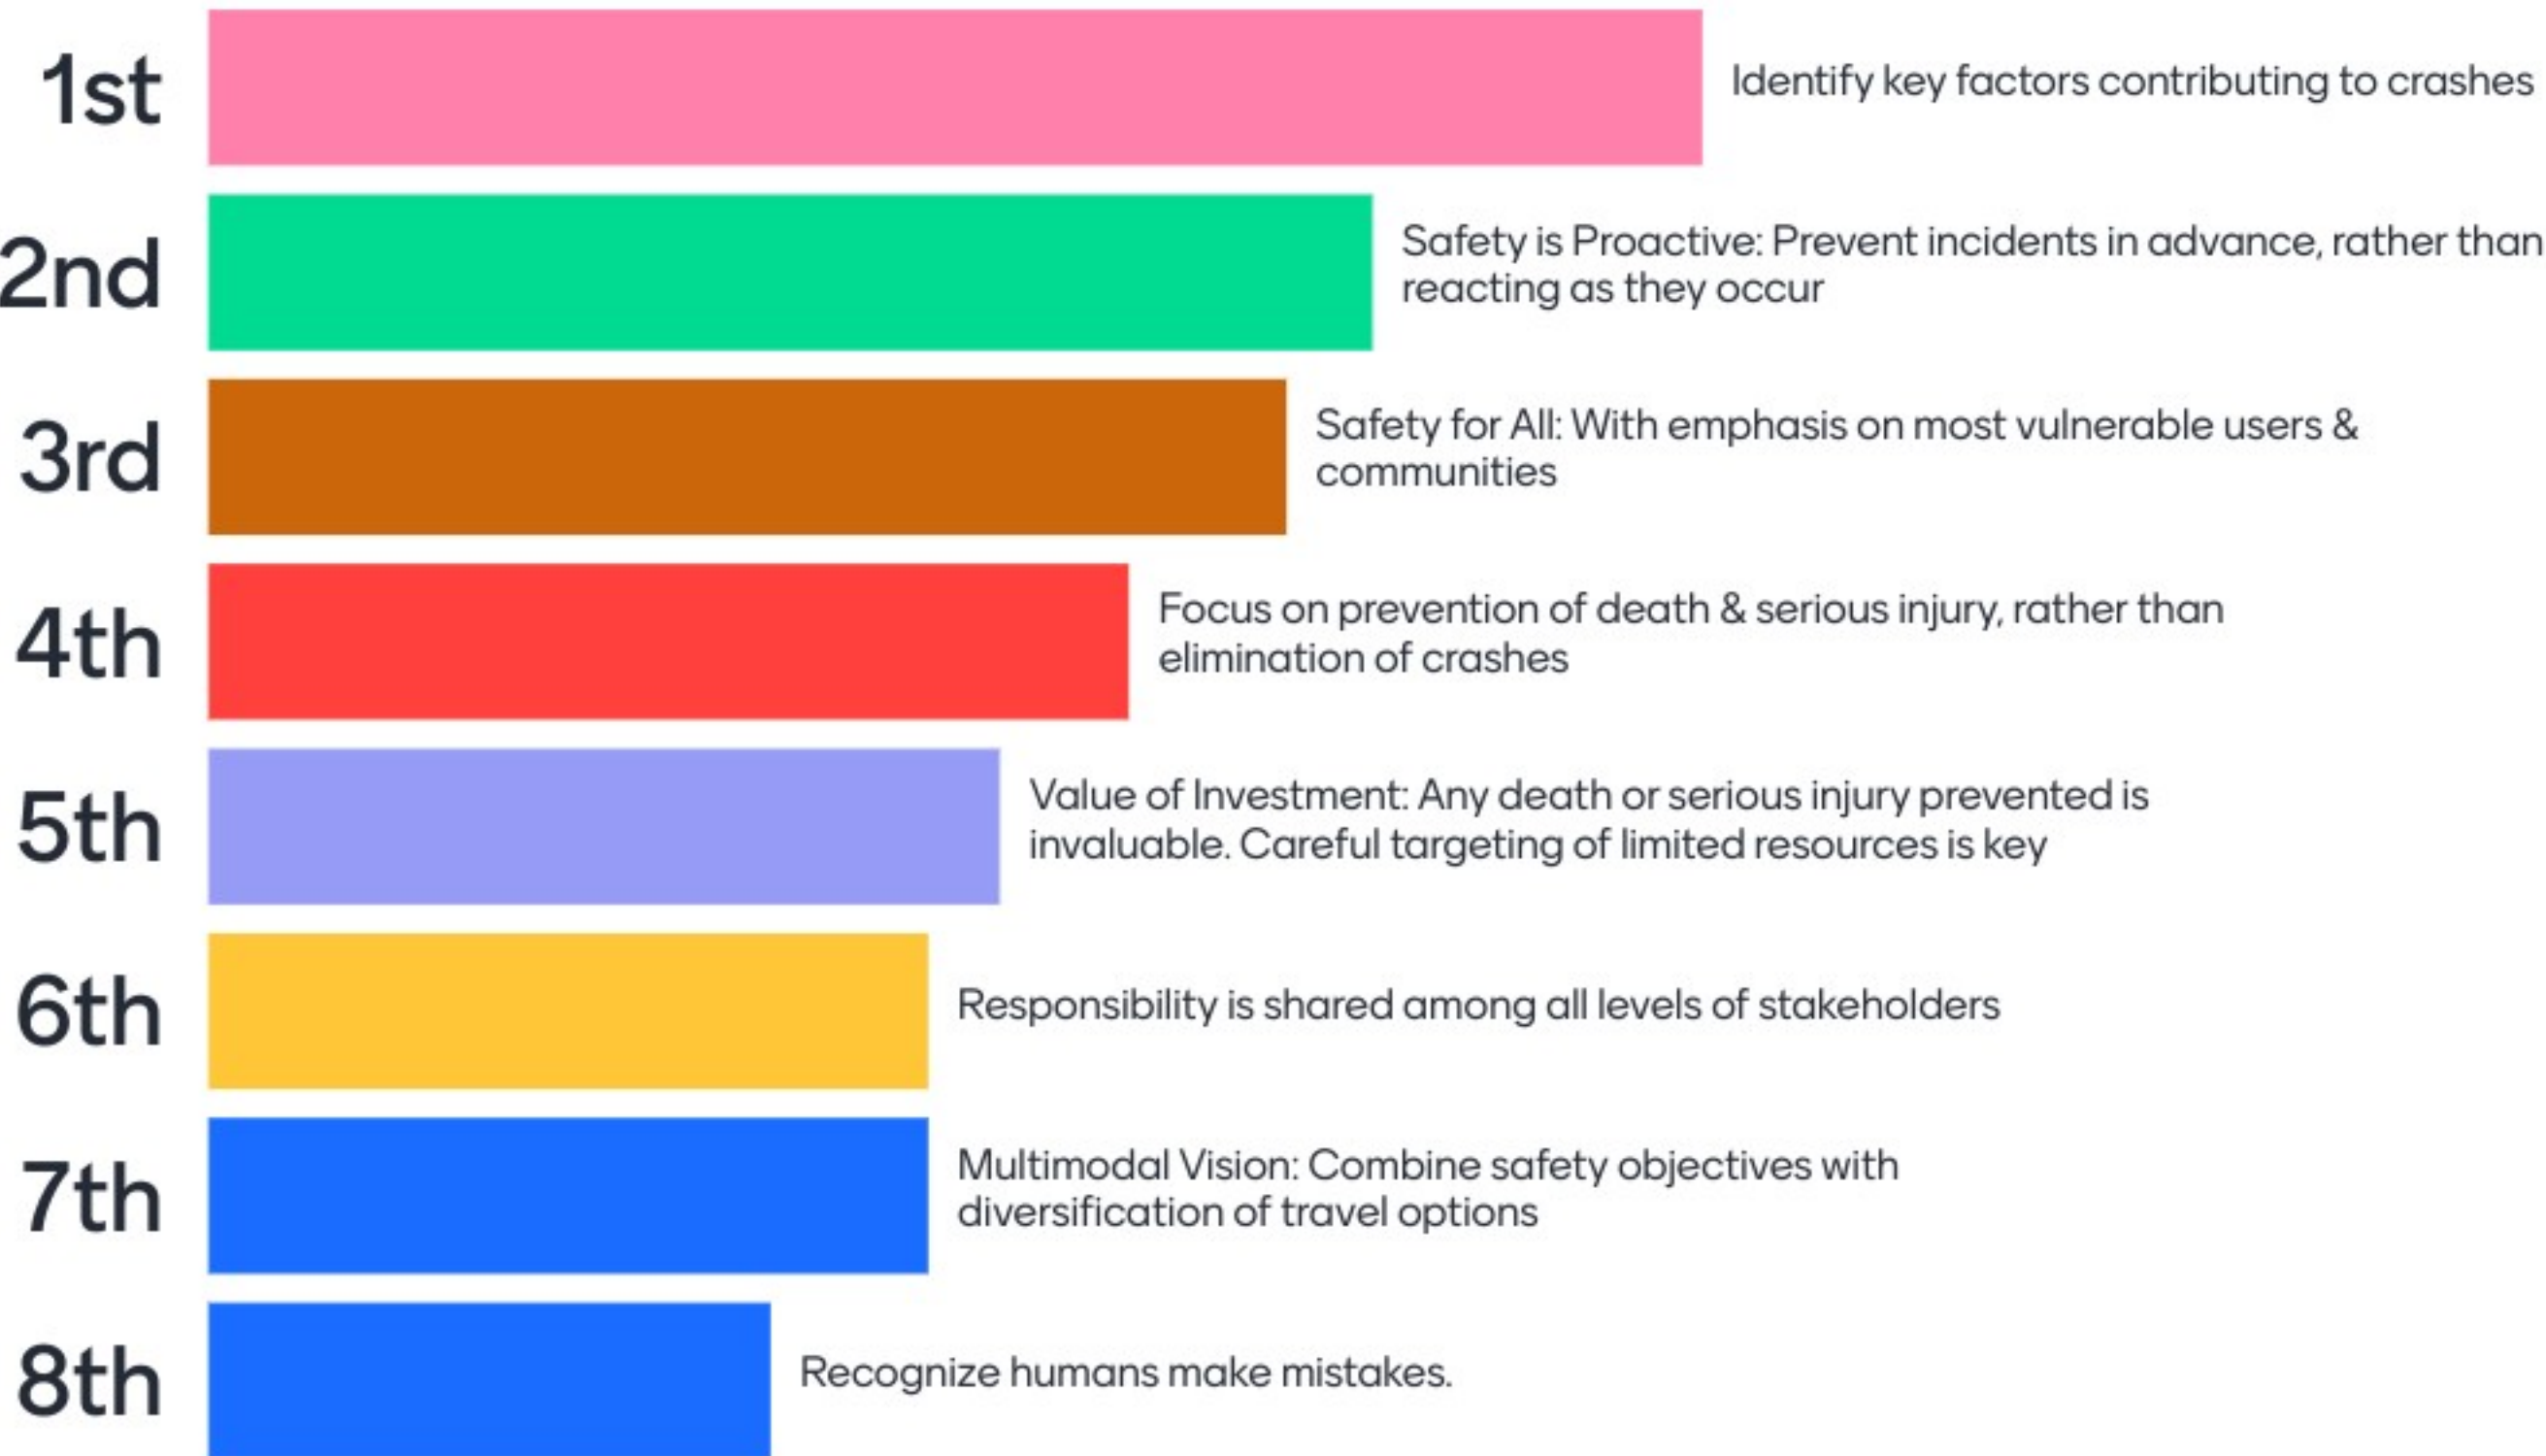 1st
Identify key factors contributing to crashes
2nd
Safety is Proactive: Prevent incidents in advance, rather than
reacting as they occur
3rd
Safety for All: With emphasis on most vulnerable users &
communities
4th
Focus on prevention of death & serious injury, rather than
elimination of crashes
5th
Value of Investment: Any death or serious injury prevented is
invaluable. Careful targeting of limited resources is key
6th
Responsibility is shared among all levels of stakeholders
7th
Multimodal Vision: Combine safety objectives with
diversification of travel options
8th
Recognize humans make mistakes.